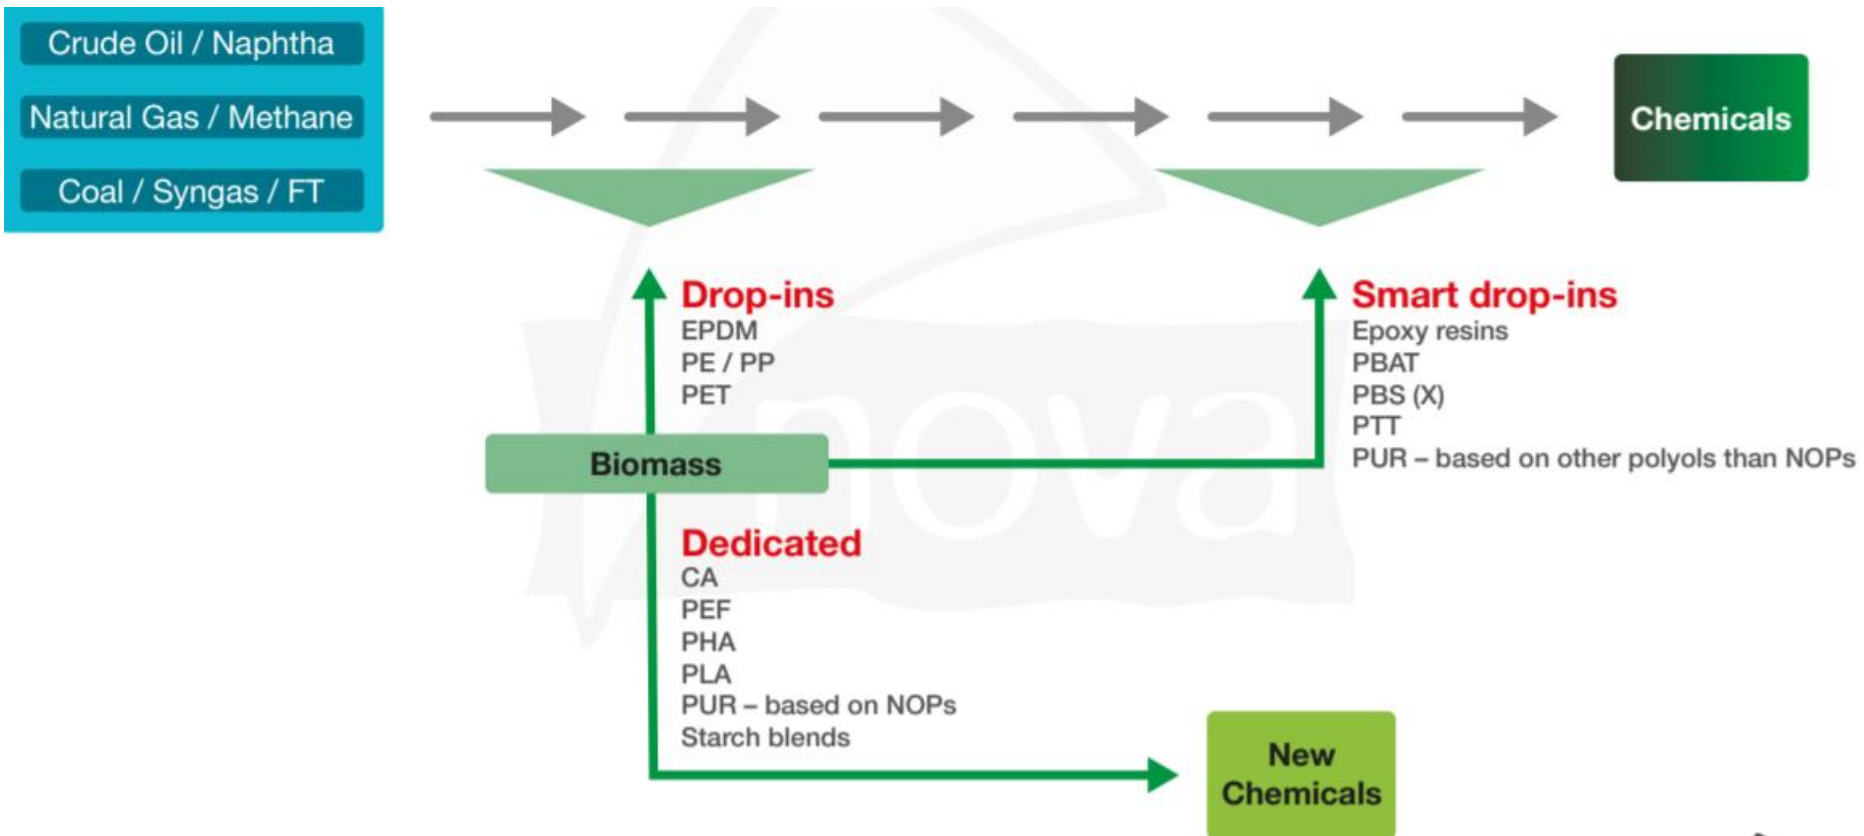 Crude Oil / Naphtha
Natural Gas / Methane
Coal / Syngas / FT
Chemicals
Drop-ins
EPDM
PE / PP
PET
Smart drop-ins
Epoxy resins
PBAT
PBS (X)
PTT
PUR – based on other polyols than NOPs
Biomass
nova
Dedicated
CA
PEF
PHA
PLA
PUR – based on NOPs
Starch blends
New
Chemicals